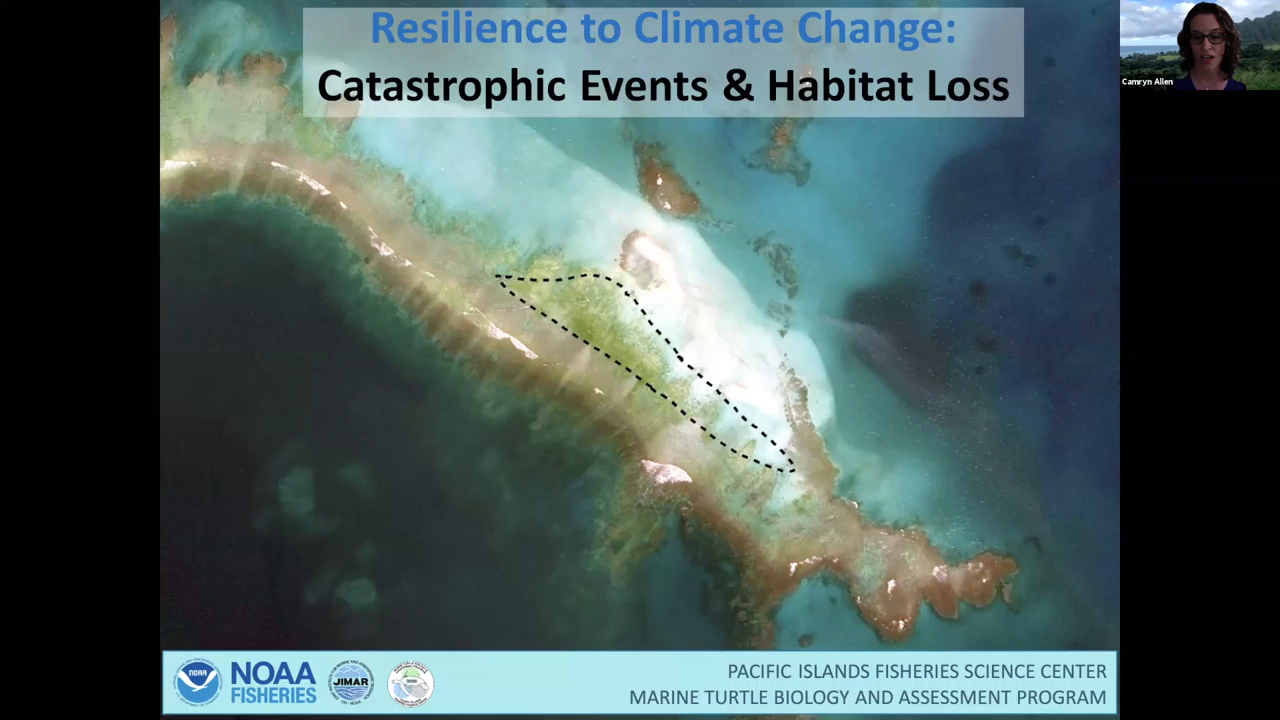 Resilience to Climate Change:
Catastrophic Events & Habitat Loss
Camryn Allen
NOAA
NOAA
FISHERIES
JIMAR
PACIFIC ISLANDS FISHERIES SCIENCE CENTER
MARINE TURTLE BIOLOGY AND ASSESSMENT PROGRAM